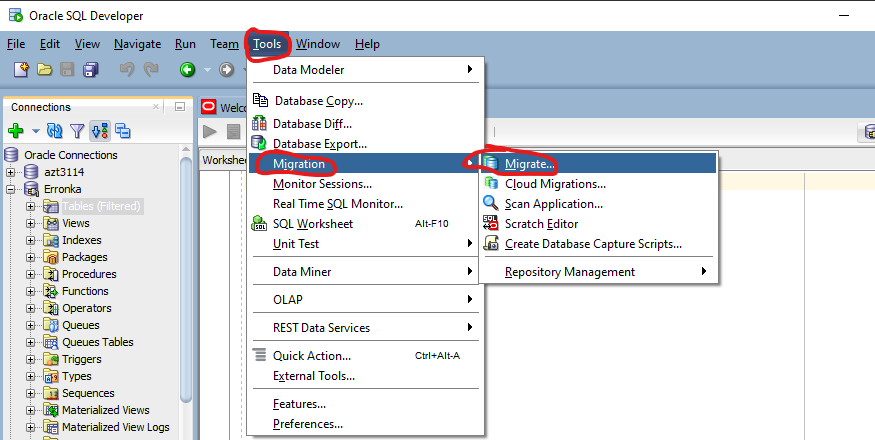 Oracle SQL Developer
File Edit View Navigate Run Team Tools Window Help
Connections
Oracle Connections
azt3114
Erronka
Tables (Filtered)
Views
Indexes
Packages
Procedures
Functions
Operators
Queues
Queues Tables
Triggers
Types
Sequences
Materialized Views
Materialized View Logs
Welco
Workshee
Data Modeler
Database Copy...
Database Diff...
Database Export...
Migration
Monitor Sessions...
Real Time SQL Monitor...
SQL Worksheet Alt-F10
Unit Test
Data Miner
OLAP
REST Data Services
Quick Action... Ctrl+Alt-A
External Tools...
Features...
Preferences...
Migrate...
Cloud Migrations...
Scan Application...
Scratch Editor
Create Database Capture Scripts...
Repository Management